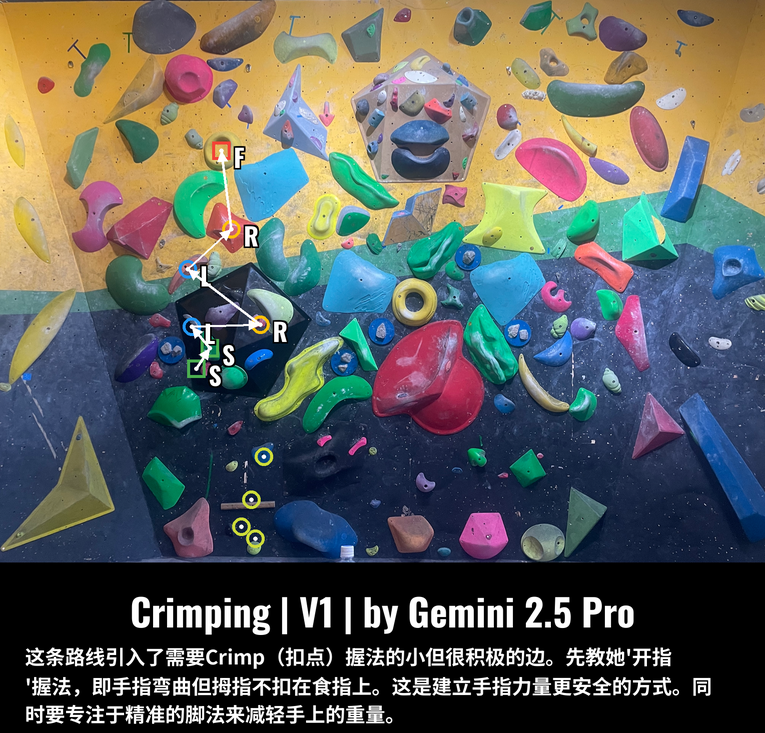 F
R
L
R
L
S
S
Crimping | V1 | by Gemini 2.5 Pro
这条路线引入了需要Crimp（扣点）握法的小但很积极的边。先教她'开指
'握法，即手指弯曲但拇指不扣在食指上。这是建立手指力量更安全的方式。同
时要专注于精准的脚法来减轻手上的重量。